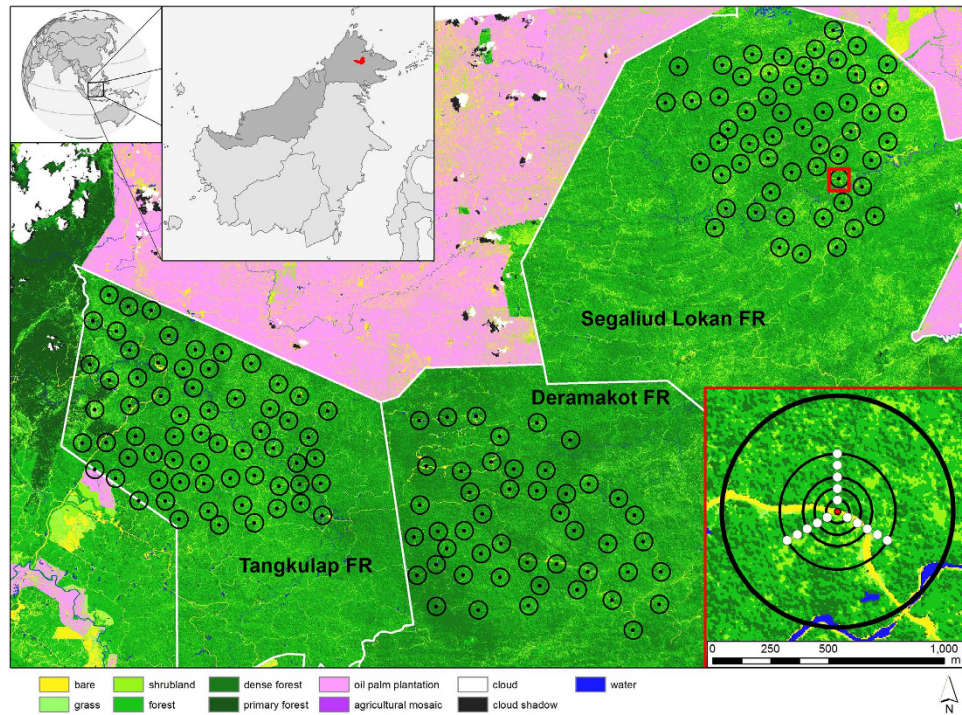 Segaliud Lokan FR
Deramakot FR
Tangkulap FR
0 250 500 1,000
m
bare shrubland dense forest oil palm plantation cloud water
grass forest primary forest agricultural mosaic cloud shadow
N